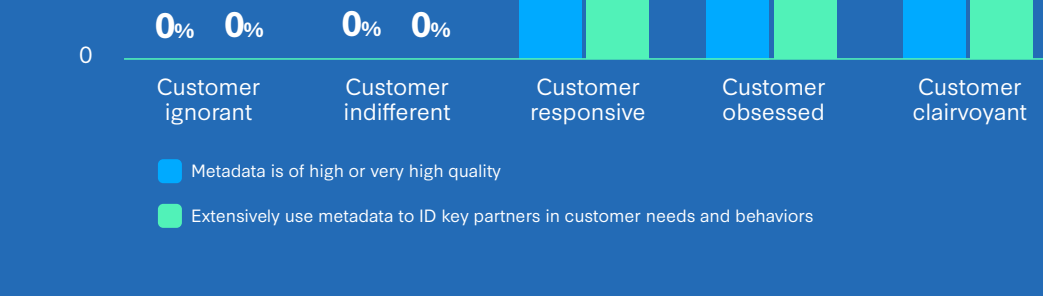 0% 0% 0% 0%
0
Customer ignorant
Customer indifferent
Customer responsive
Customer obsessed
Customer clairvoyant
Metadata is of high or very high quality
Extensively use metadata to ID key partners in customer needs and behaviors